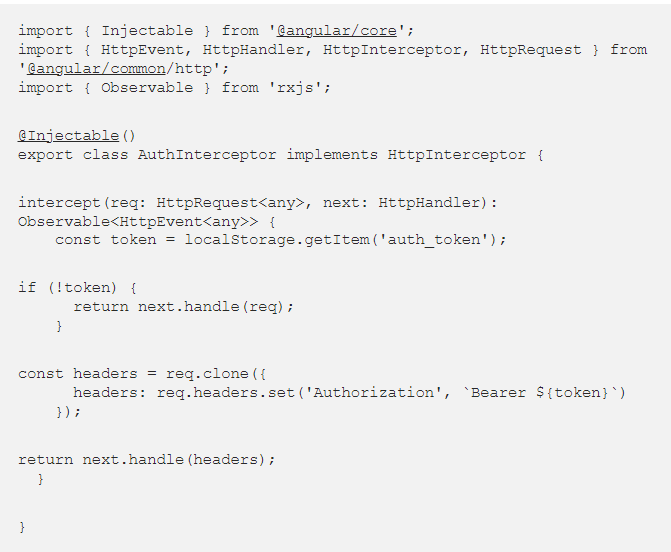 import { Injectable } from '@angular/core';
import { HttpEvent, HttpHandler, HttpInterceptor, HttpRequest } from
'@angular/common/http';
import { Observable } from 'rxjs';
@Injectable()
export class AuthInterceptor implements HttpInterceptor {
intercept(req: HttpRequest<any>, next: HttpHandler):
Observable<HttpEvent<any>> {
    const token = localStorage.getItem('auth_token');
if (!token) {
      return next.handle(req);
    }
const headers = req.clone({
      headers: req.headers.set('Authorization', `Bearer ${token}`)
    });
return next.handle(headers);
  }
}